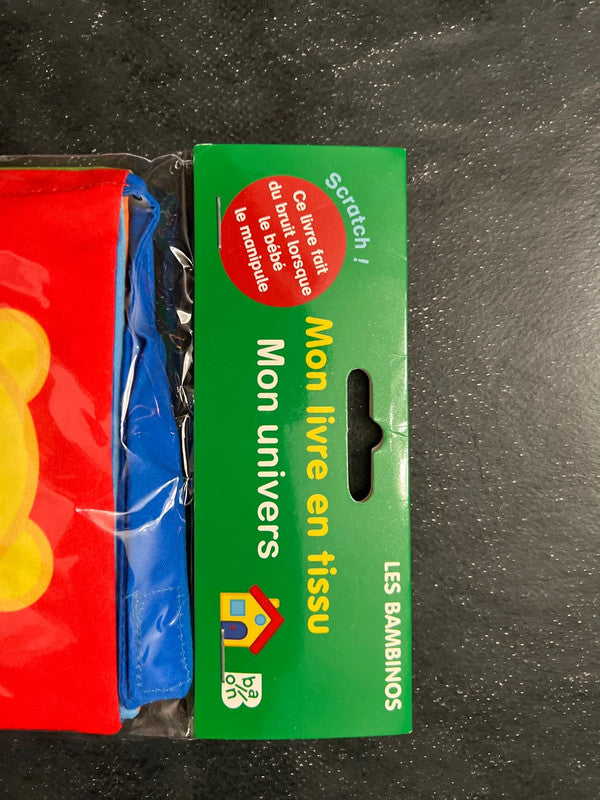 LES BAMBINOS
Scratch !
Ce livre fait
du bruit lorsque
le bébé
le manipule
Mon livre en tissu
Mon univers
ba//
on